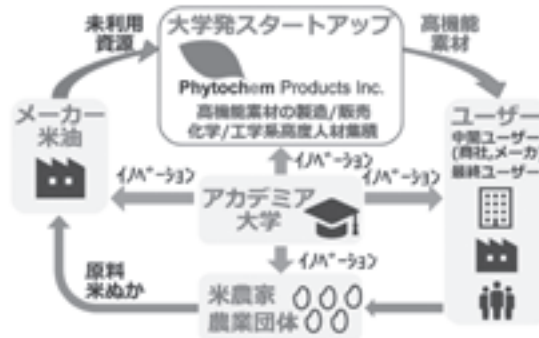 未利用
資源
大学発スタートアップ
高機能
素材
Phytochem Products Inc.
高機能素材の製造/販売
化学/工学系高度人材集積
メーカー
米油
ユーザー
中間ユーザー
(商社,メーカ
最終ユーザー
イノベーション
イノベーション
イノベーション
アカデミア
大学
イノベーション
原料
米ぬか
米農家
農業団体